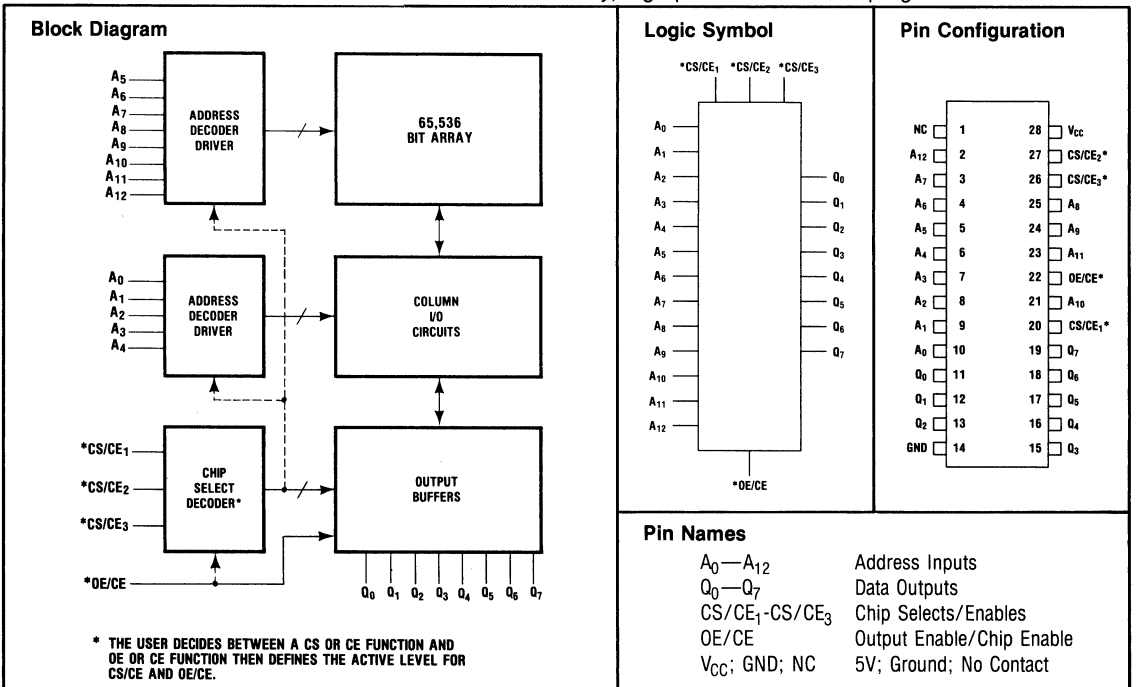 Block Diagram
A5
A6
A7
A8
A9
A10
A11
A12
ADDRESS
DECODER
DRIVER
65,536
BIT ARRAY
A0
A1
A2
A3
A4
ADDRESS
DECODER
DRIVER
COLUMN
I/O
CIRCUITS
*CS/CE1
*CS/CE2
*CS/CE3
CHIP
SELECT
DECODER*
OUTPUT
BUFFERS
*OE/CE
Q0 Q1 Q2 Q3 Q4 Q5 Q6 Q7
* THE USER DECIDES BETWEEN A CS OR CE FUNCTION AND
OE OR CE FUNCTION THEN DEFINES THE ACTIVE LEVEL FOR
CS/CE AND OE/CE.
Logic Symbol
*CS/CE1 *CS/CE2 *CS/CE3
A0
A1
A2
A3
A4
A5
A6
A7
A8
A9
A10
A11
A12
Q0
Q1
Q2
Q3
Q4
Q5
Q6
Q7
*OE/CE
Pin Configuration
NC 1 28 VCC
A12 2 27 CS/CE2*
A7 3 26 CS/CE3*
A6 4 25 A8
A5 5 24 A9
A4 6 23 A11
A3 7 22 OE/CE*
A2 8 21 A10
A1 9 20 CS/CE1*
A0 10 19 Q7
Q0 11 18 Q6
Q1 12 17 Q5
Q2 13 16 Q4
GND 14 15 Q3
Pin Names
A0—A12 Address Inputs
Q0—Q7 Data Outputs
CS/CE1-CS/CE3 Chip Selects/Enables
OE/CE Output Enable/Chip Enable
VCC; GND; NC 5V; Ground; No Contact